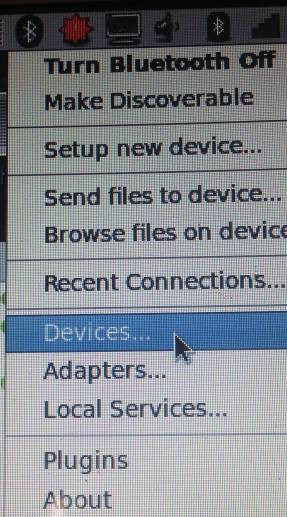 Turn Bluetooth Off
Make Discoverable
Setup new device...
Send files to device...
Browse files on device
Recent Connections...
Devices...
Adapters...
Local Services...
Plugins
About